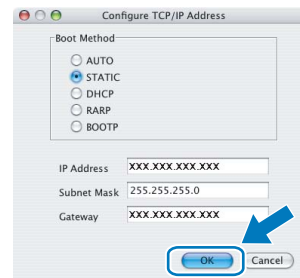 Configure TCP/IP Address
Boot Method
AUTO
STATIC
DHCP
RARP
BOOTP
IP Address XXX.XXX.XXX.XXX
Subnet Mask 255.255.255.0
Gateway XXX.XXX.XXX.XXX
OK Cancel